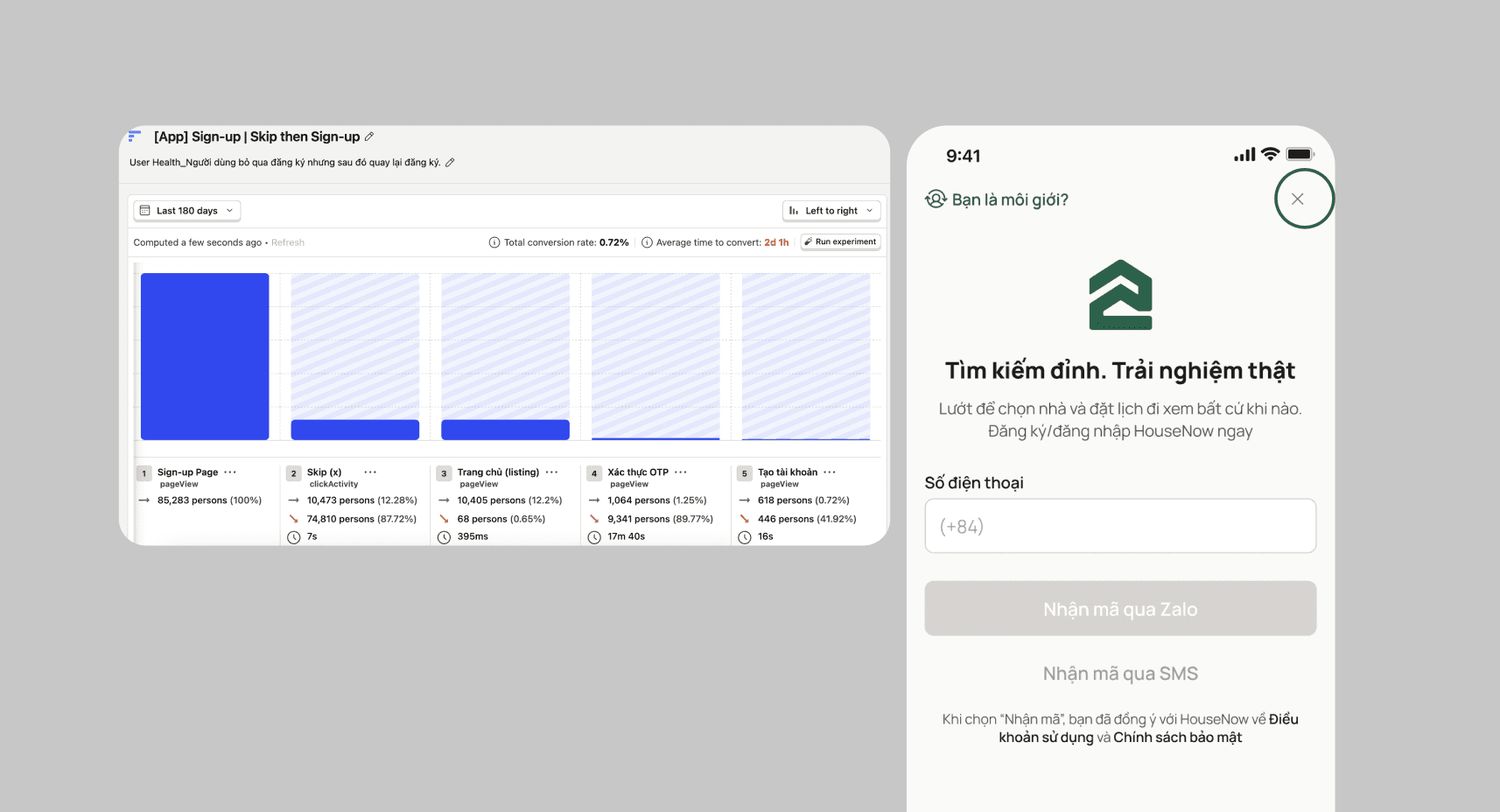 [App] Sign-up | Skip then Sign-up
User Health_Người dùng bỏ qua đăng ký nhưng sau đó quay lại đăng ký.
Last 180 days
Left to right
Computed a few seconds ago • Refresh
Total conversion rate: 0.72%
Average time to convert: 2d 1h
Run experiment
1 Sign-up Page ···
pageView
85,283 persons (100%)
2 Skip (x) ···
clickActivity
10,473 persons (12.28%)
74,810 persons (87.72%)
7s
3 Trang chủ (listing) ···
pageView
10,405 persons (12.2%)
68 persons (0.65%)
395ms
4 Xác thực OTP ···
pageView
1,064 persons (1.25%)
9,341 persons (89.77%)
17m 40s
5 Tạo tài khoản ···
pageView
618 persons (0.72%)
446 persons (41.92%)
16s
9:41
Bạn là môi giới?
Tìm kiếm đỉnh. Trải nghiệm thật
Lướt để chọn nhà và đặt lịch đi xem bất cứ khi nào.
Đăng ký/đăng nhập HouseNow ngay
Số điện thoại
(+84)
Nhận mã qua Zalo
Nhận mã qua SMS
Khi chọn “Nhận mã”, bạn đã đồng ý với HouseNow về Điều
khoản sử dụng và Chính sách bảo mật